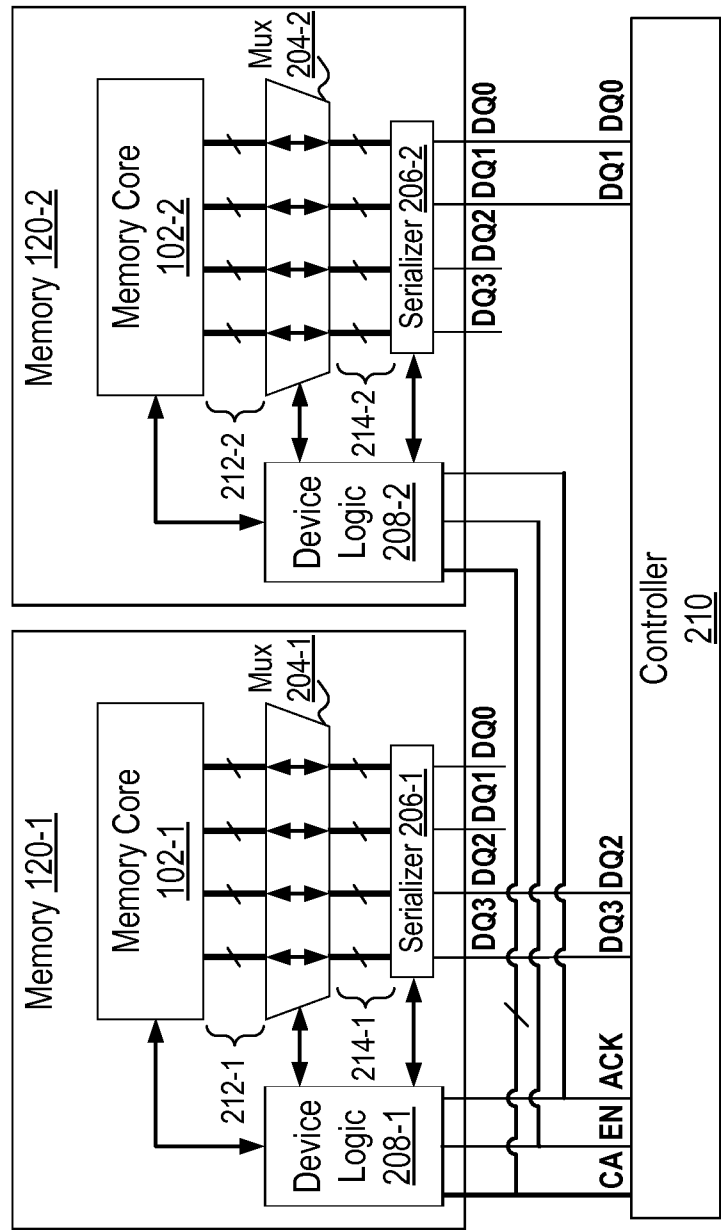 Memory 120-1
Memory Core
102-1
Mux
204-1
212-1
214-1
Device
Logic
208-1
Serializer 206-1
DQ3 DQ2 DQ1 DQ0
Memory 120-2
Memory Core
102-2
Mux
204-2
212-2
214-2
Device
Logic
208-2
Serializer 206-2
DQ3 DQ2 DQ1 DQ0
CA EN ACK DQ3 DQ2 DQ1 DQ0
Controller
210